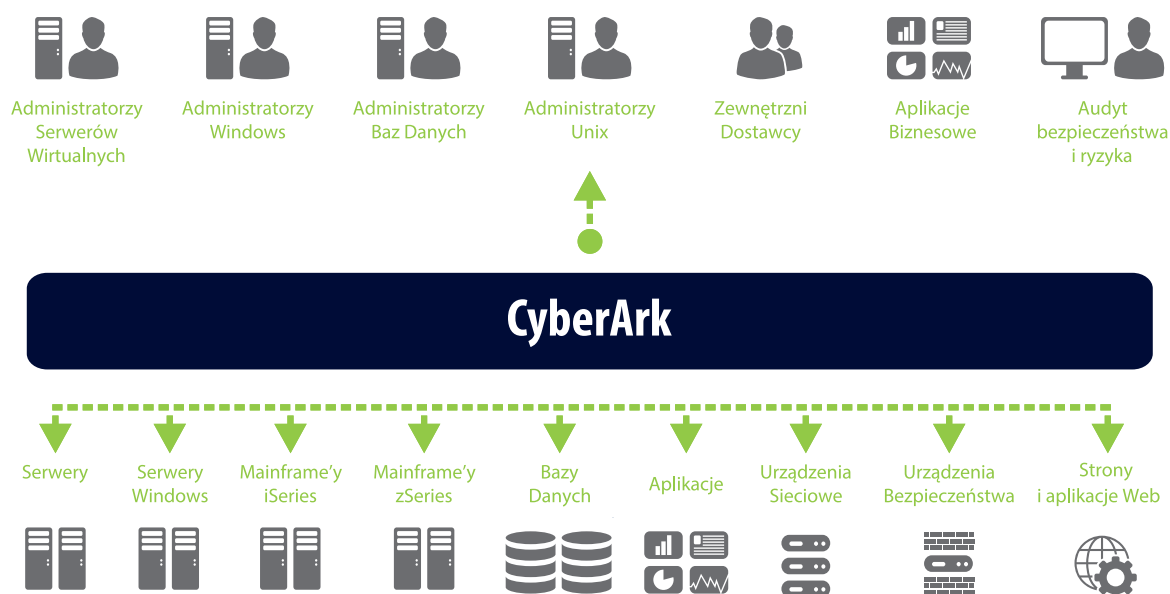 Administratorzy
Serwerów
Wirtualnych
Administratorzy
Windows
Administratorzy
Baz Danych
Administratorzy
Unix
Zewnętrzni
Dostawcy
Aplikacje
Biznesowe
Audyt
bezpieczeństwa
i ryzyka
CyberArk
Serwery
Serwery
Windows
Mainframe'y
iSeries
Mainframe'y
zSeries
Bazy
Danych
Aplikacje
Urządzenia
Sieciowe
Urządzenia
Bezpieczeństwa
Strony
i aplikacje Web